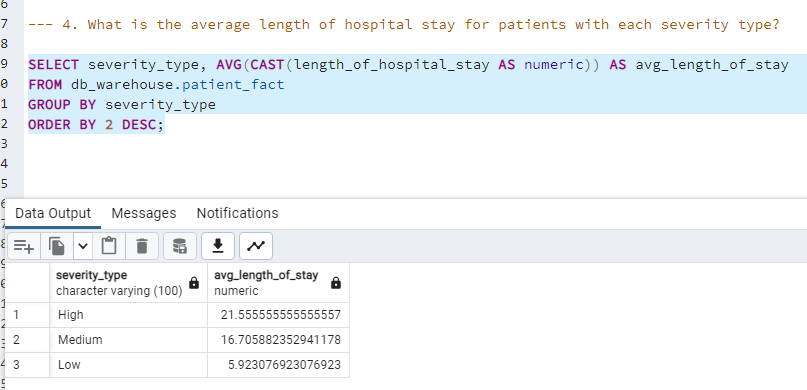 6
7 --- 4. What is the average length of hospital stay for patients with each severity type?
8
9 SELECT severity_type, AVG(CAST(length_of_hospital_stay AS numeric)) AS avg_length_of_stay
0 FROM db_warehouse.patient_fact
1 GROUP BY severity_type
2 ORDER BY 2 DESC;
3
4
5
Data Output Messages Notifications
severity_type avg_length_of_stay
character varying (100) numeric
1 High 21.555555555555557
2 Medium 16.705882352941178
3 Low 5.923076923076923